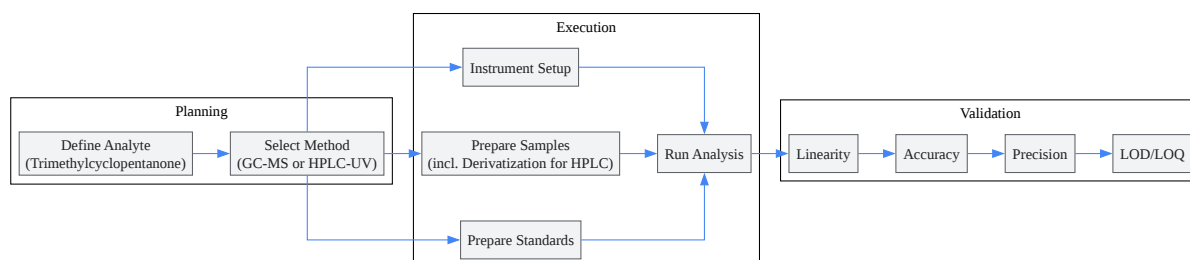 Execution
Instrument Setup
Planning
Define Analyte
(Trimethylcyclopentanone)
Select Method
(GC-MS or HPLC-UV)
Prepare Samples
(incl. Derivatization for HPLC)
Run Analysis
Validation
Linearity
Accuracy
Precision
LOD/LOQ
Prepare Standards